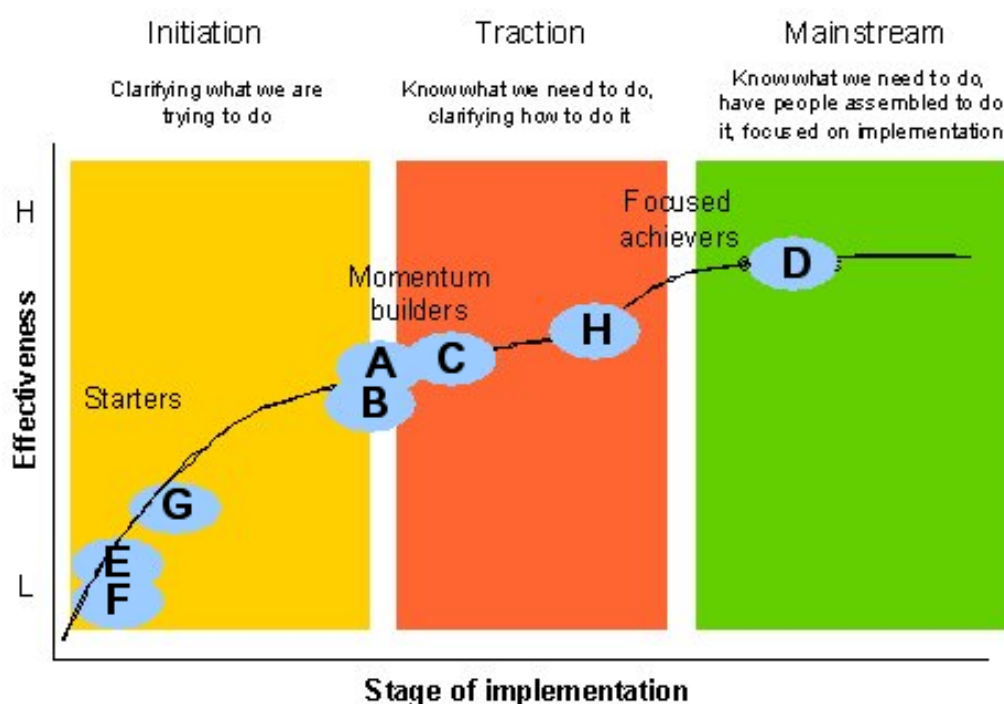 Initiation
Clarifying what we are
trying to do
Traction
Know what we need to do,
clarifying how to do it
Mainstream
Know what we need to do,
have people assembled to do
it, focused on implementation
H
Effectiveness
L
Starters
Momentum
builders
Focused
achievers
A
B
C
H
D
G
E
F
Stage of implementation